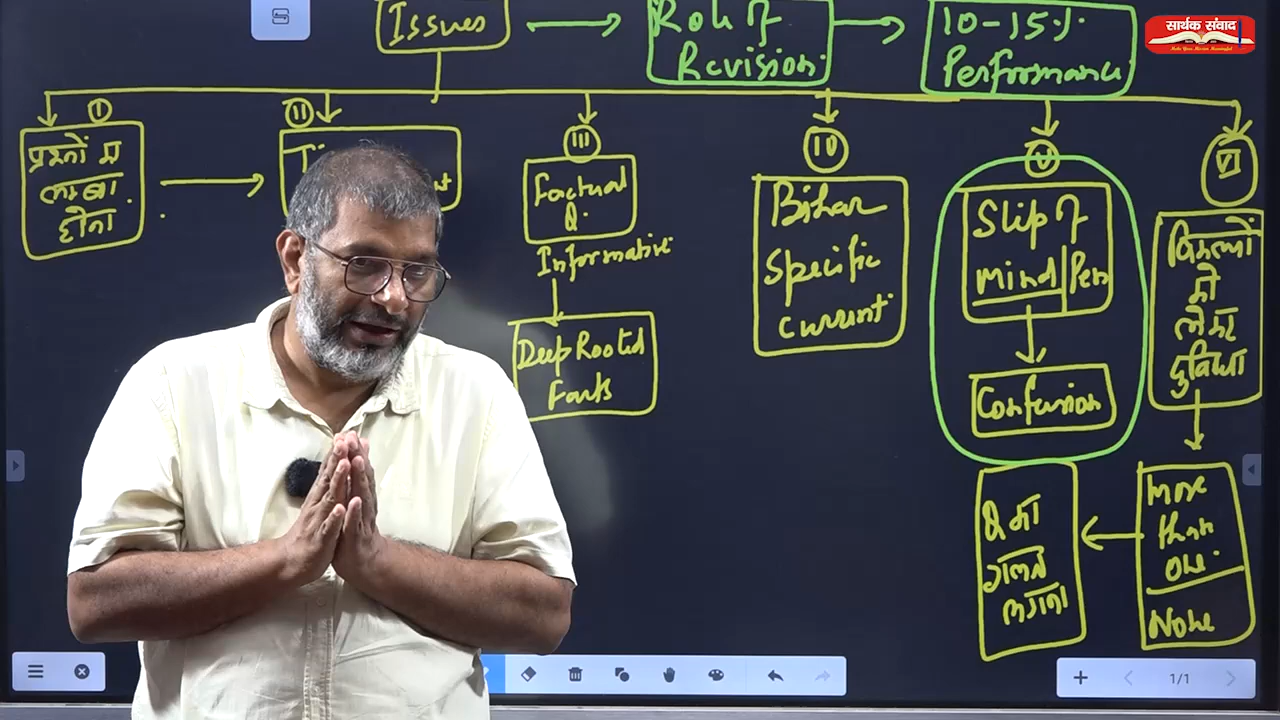 Issues
Role of
Revision
10-15%
Performance
सार्थक संवाद
I
प्रश्नों का
लम्बा
होना
II
III
Factual
Q.
Informative
Deep Rooted
Facts
IV
Bihar
Specific
Current
V
Slip of
Mind/Pen
Confusion
VI
विकल्पों
को
लेकर
दुविधा
More
than
one
None
Q का
गलत
लगना
1/1